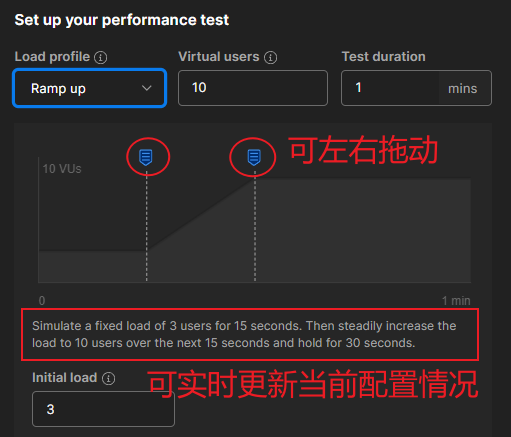 Set up your performance test
Load profile Virtual users Test duration
Ramp up 10 1 mins
可左右拖动
10 VUs
0 1 min
Simulate a fixed load of 3 users for 15 seconds. Then steadily increase the
load to 10 users over the next 15 seconds and hold for 30 seconds.
Initial load
可实时更新当前配置情况
3